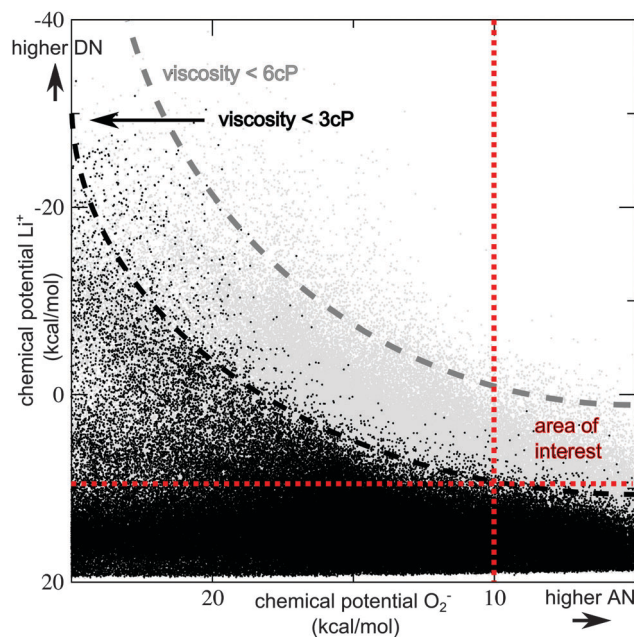 -40
higher DN
viscosity < 6cP
viscosity < 3cP
-20
chemical potential Li⁺
(kcal/mol)
0
area of
interest
20
20
chemical potential O₂⁻
10
higher AN
(kcal/mol)